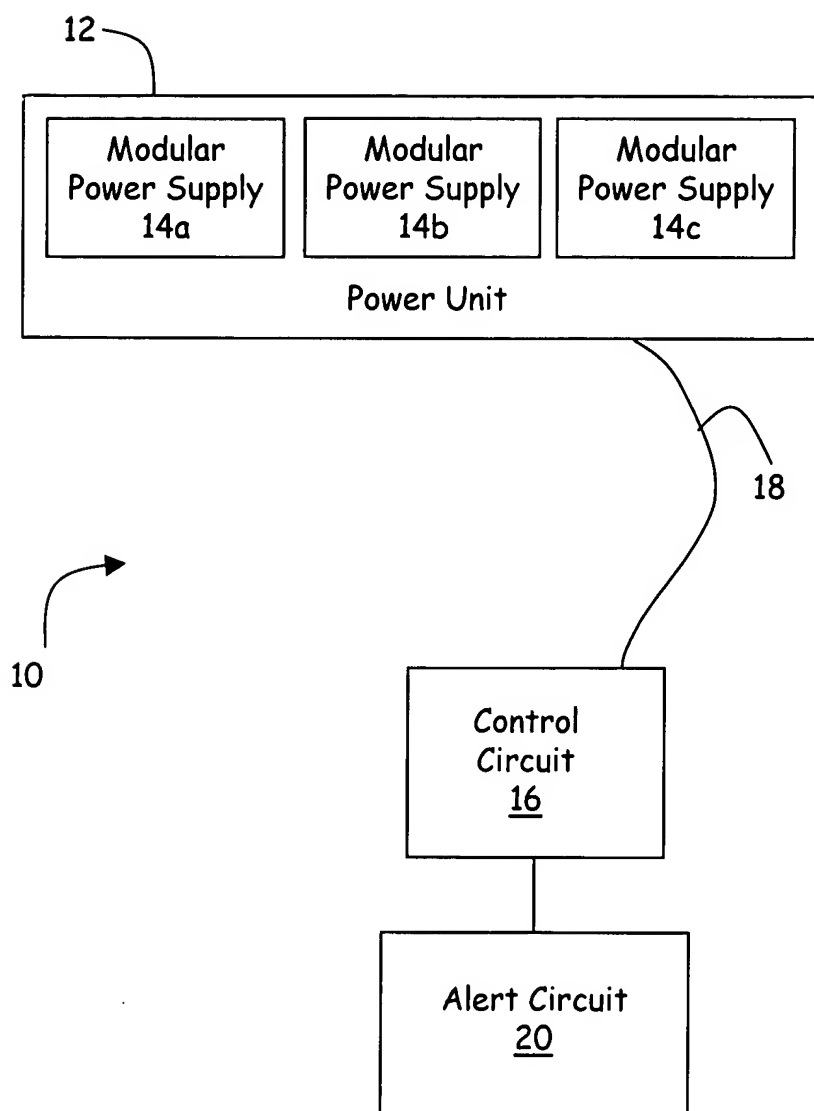 12
Modular
Power Supply
14a
Modular
Power Supply
14b
Modular
Power Supply
14c
Power Unit
18
10
Control
Circuit
16
Alert Circuit
20